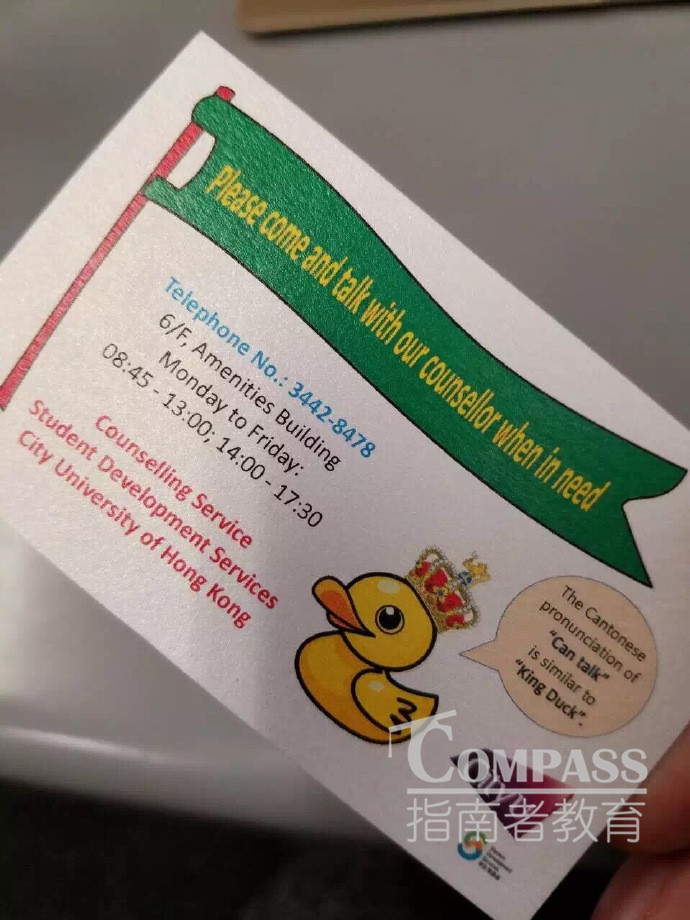 Please come and talk with our counsellor when in need
Telephone No.: 3442-8478
6/F, Amenities Building
Monday to Friday:
08:45 - 13:00; 14:00 - 17:30
Counselling Service
Student Development Services
City University of Hong Kong
The Cantonese
pronunciation of
“Can talk”
is similar to
“King Duck”.
COMPASS
指南者教育